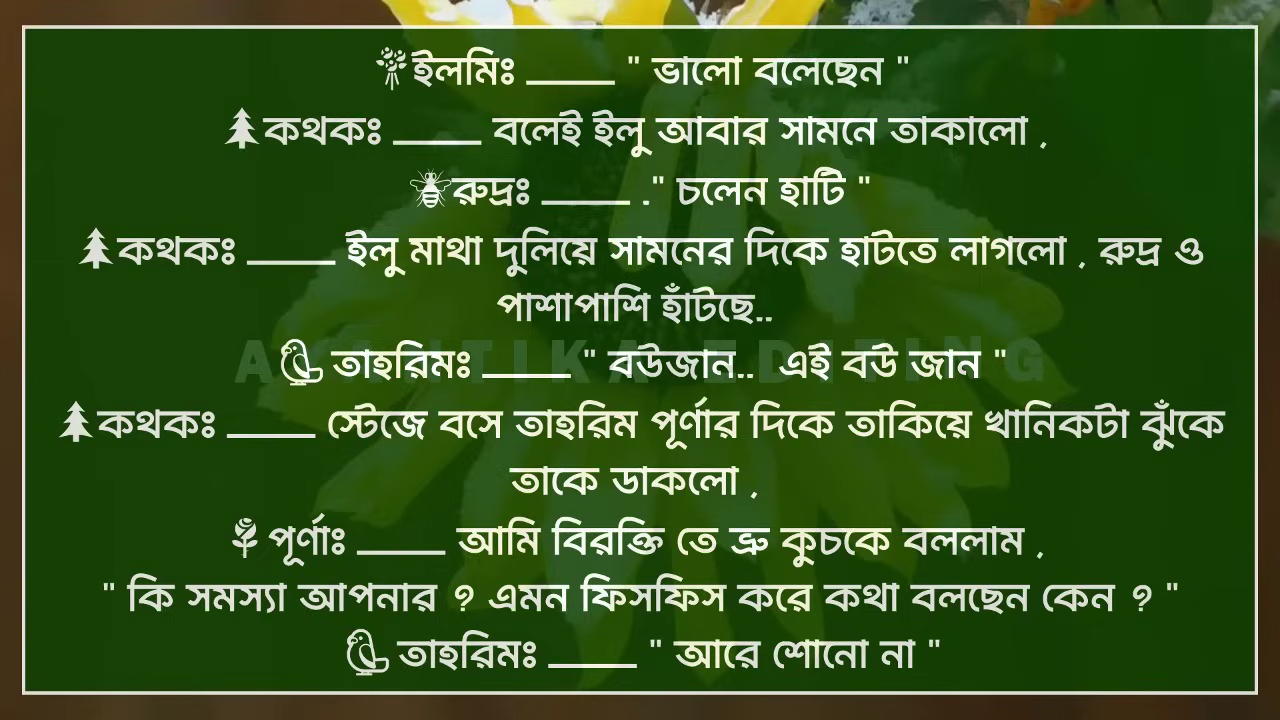 ইলমিঃ _____ " ভালো বলেছেন "
কথকঃ _____ বলেই ইলু আবার সামনে তাকালো ,
রুদ্রঃ _____ ." চলেন হাটি "
কথকঃ _____ ইলু মাথা দুলিয়ে সামনের দিকে হাটতে লাগলো , রুদ্র ও
পাশাপাশি হাঁটছে..
তাহরিমঃ _____ " বউজান.. এই বউ জান "
কথকঃ _____ স্টেজে বসে তাহরিম পূর্ণার দিকে তাকিয়ে খানিকটা ঝুঁকে
তাকে ডাকলো ,
পূর্ণাঃ _____ আমি বিরক্তি তে ভ্রু কুচকে বললাম ,
" কি সমস্যা আপনার ? এমন ফিসফিস করে কথা বলছেন কেন ? "
তাহরিমঃ _____ " আরে শোনো না "